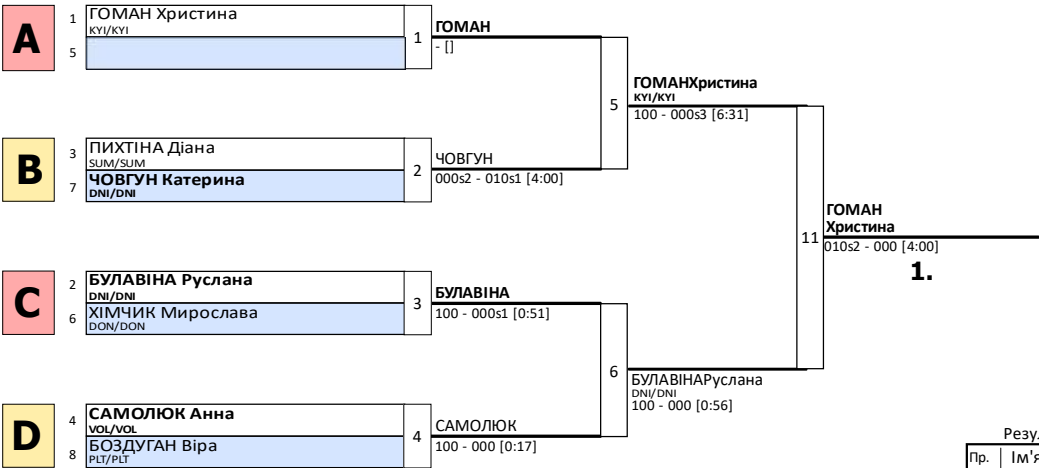 A
1 ГОМАН Христина
KYI/KYI
5
1
ГОМАН
- []
5
ГОМАНХристина
KYI/KYI
100 - 000s3 [6:31]
B
3 ПИХТІНА Діана
SUM/SUM
7 ЧОВГУН Катерина
DNI/DNI
2
ЧОВГУН
000s2 - 010s1 [4:00]
11
ГОМАН
Христина
010s2 - 000 [4:00]
1.
C
2 БУЛАВІНА Руслана
DNI/DNI
6 ХІМЧИК Мирослава
DON/DON
3
БУЛАВІНА
100 - 000s1 [0:51]
6
БУЛАВІНАРуслана
DNI/DNI
100 - 000 [0:56]
D
4 САМОЛЮК Анна
VOL/VOL
8 БОЗДУГАН Віра
PLT/PLT
4
САМОЛЮК
100 - 000 [0:17]
Пр.